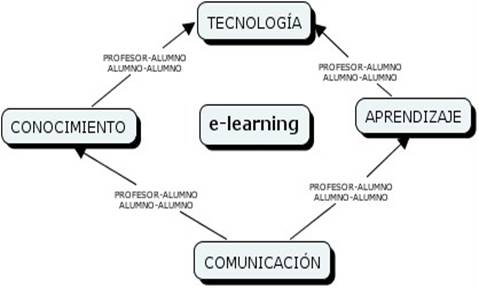 TECNOLOGÍA
PROFESOR-ALUMNO
ALUMNO-ALUMNO
PROFESOR-ALUMNO
ALUMNO-ALUMNO
CONOCIMIENTO
e-learning
APRENDIZAJE
PROFESOR-ALUMNO
ALUMNO-ALUMNO
PROFESOR-ALUMNO
ALUMNO-ALUMNO
COMUNICACIÓN